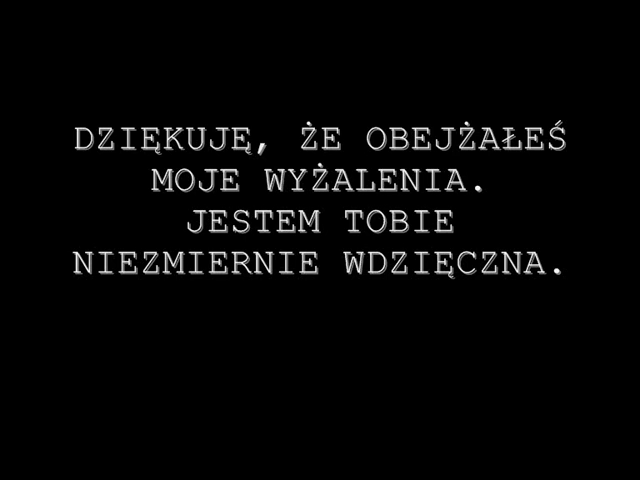 DZIĘKUJĘ, ŻE OBEJŻAŁEŚ
MOJE WYŻALENIA.
JESTEM TOBIE
NIEZMIERNIE WDZIĘCZNA.